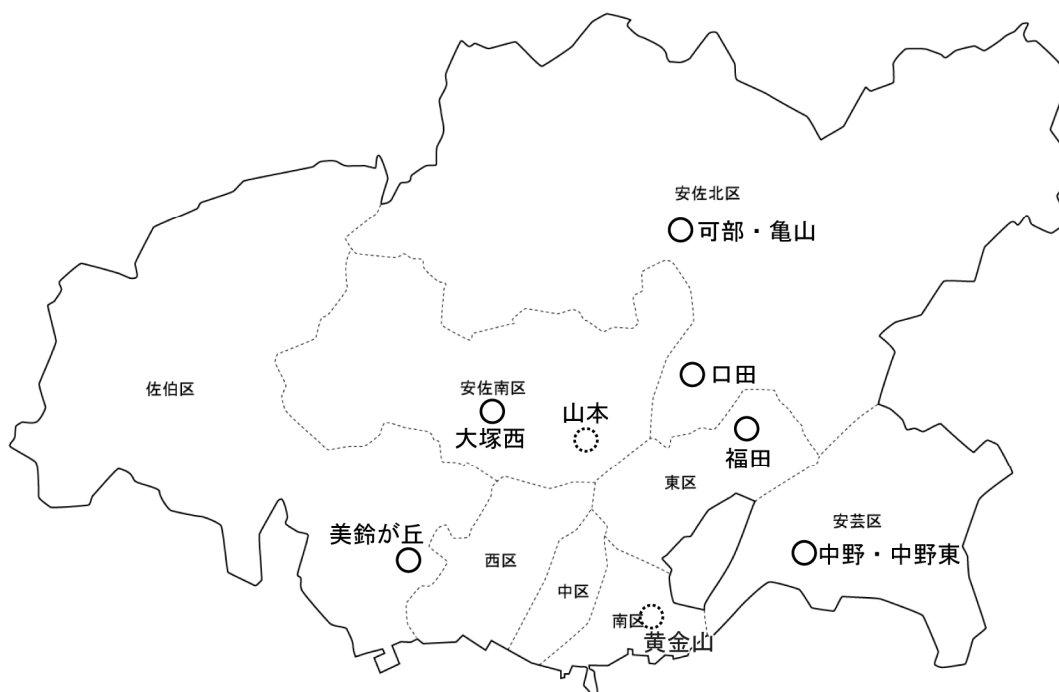 安佐北区
可部・亀山
口田
佐伯区
安佐南区
大塚西
山本
福田
東区
美鈴が丘
西区
中区
安芸区
中野・中野東
南区
黄金山